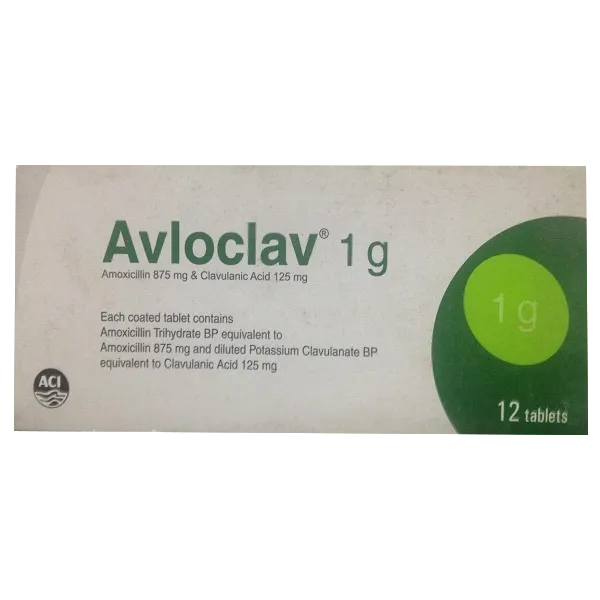 Avloclav® 1 g
Amoxicillin 875 mg & Clavulanic Acid 125 mg
Each coated tablet contains
Amoxicillin Trihydrate BP equivalent to
Amoxicillin 875 mg and diluted Potassium Clavulanate BP
equivalent to Clavulanic Acid 125 mg
1 g
ACI
12 tablets